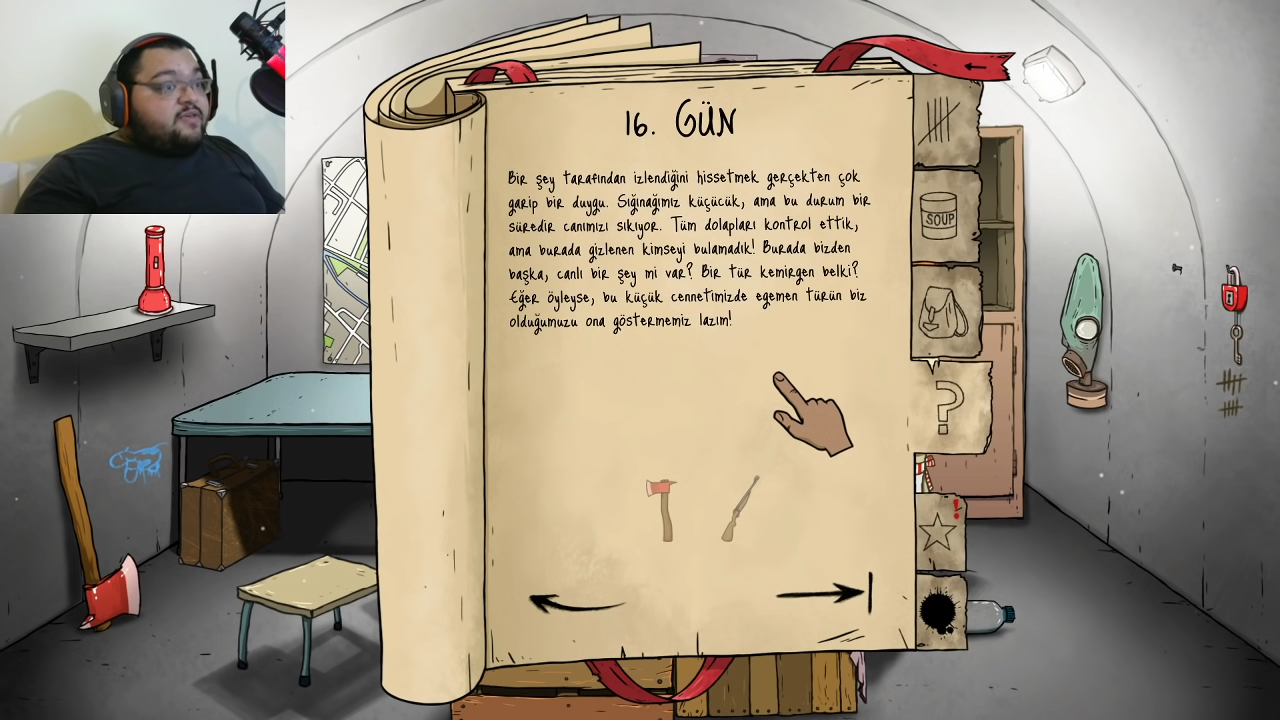 16. GÜN
Bir şey tarafından izlendiğini hissetmek gerçekten çok
garip bir duygu. Sığınağımız küçücük, ama bu durum bir
süredir canımızı sıkıyor. Tüm dolapları kontrol ettik,
ama burada gizlenen kimseyi bulamadık! Burada bizden
başka, canlı bir şey mi var? Bir tür kemirgen belki?
Eğer öyleyse, bu küçük cennetimizde egemen türün biz
olduğumuzu ona göstermemiz lazım!
SOUP
?
!